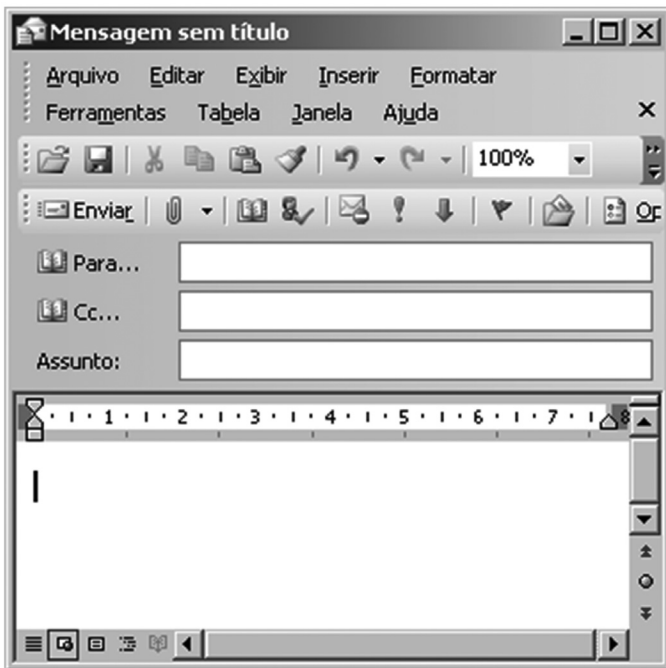 Mensagem sem título
Arquivo Editar Exibir Inserir Formatar
Ferramentas Tabela Janela Ajuda
100%
Enviar
Para...
Cc...
Assunto:
1 2 3 4 5 6 7 8